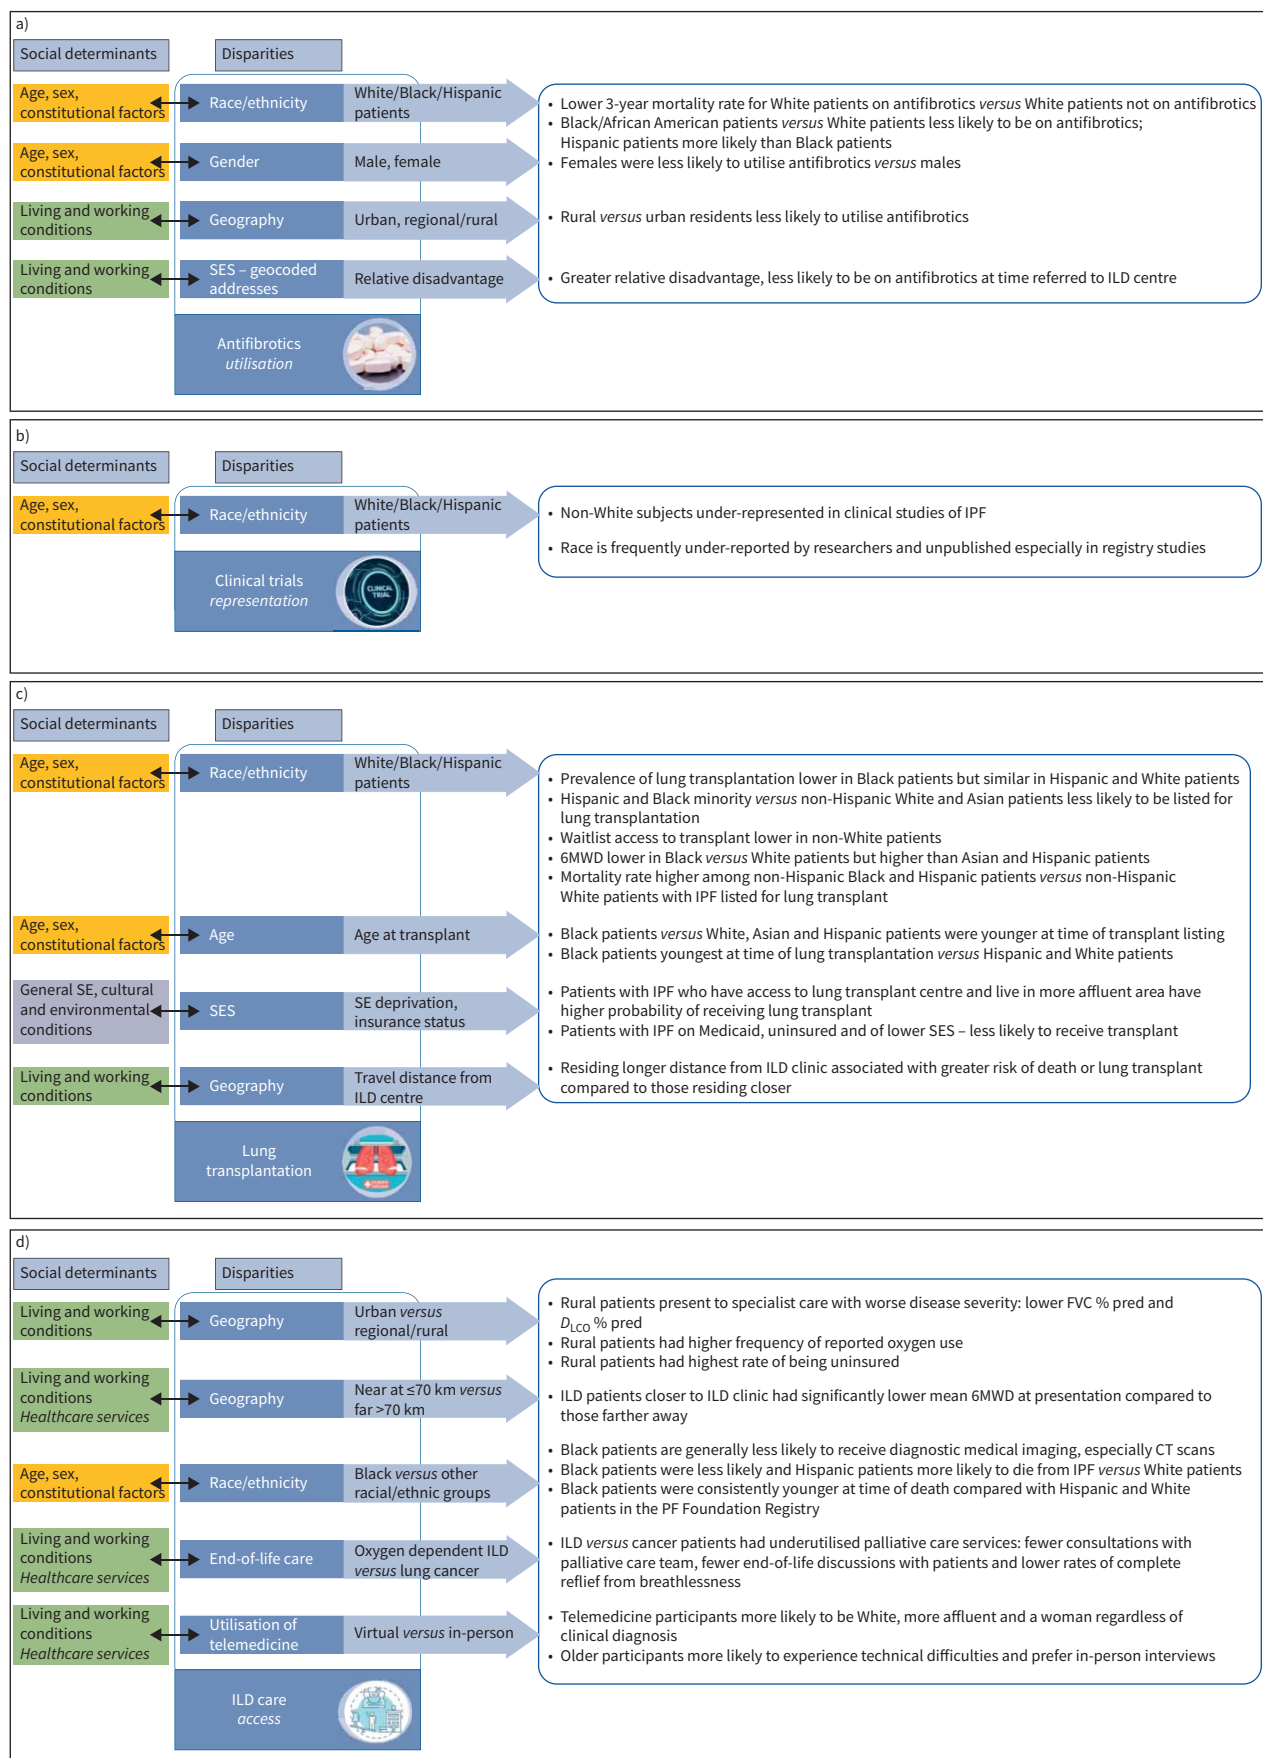 a)
Social determinants
Disparities
Age, sex,
constitutional factors
Race/ethnicity
White/Black/Hispanic
patients
• Lower 3-year mortality rate for White patients on antifibrotics versus White patients not on antifibrotics
• Black/African American patients versus White patients less likely to be on antifibrotics;
Hispanic patients more likely than Black patients
Age, sex,
constitutional factors
Gender
Male, female
• Females were less likely to utilise antifibrotics versus males
Living and working
conditions
Geography
Urban, regional/rural
• Rural versus urban residents less likely to utilise antifibrotics
Living and working
conditions
SES – geocoded
addresses
Relative disadvantage
• Greater relative disadvantage, less likely to be on antifibrotics at time referred to ILD centre
Antifibrotics
utilisation
b)
Social determinants
Disparities
Age, sex,
constitutional factors
Race/ethnicity
White/Black/Hispanic
patients
• Non-White subjects under-represented in clinical studies of IPF
• Race is frequently under-reported by researchers and unpublished especially in registry studies
Clinical trials
representation
CLINICAL
TRIAL
c)
Social determinants
Disparities
Age, sex,
constitutional factors
Race/ethnicity
White/Black/Hispanic
patients
• Prevalence of lung transplantation lower in Black patients but similar in Hispanic and White patients
• Hispanic and Black minority versus non-Hispanic White and Asian patients less likely to be listed for
lung transplantation
• Waitlist access to transplant lower in non-White patients
• 6MWD lower in Black versus White patients but higher than Asian and Hispanic patients
• Mortality rate higher among non-Hispanic Black and Hispanic patients versus non-Hispanic
White patients with IPF listed for lung transplant
Age, sex,
constitutional factors
Age
Age at transplant
• Black patients versus White, Asian and Hispanic patients were younger at time of transplant listing
• Black patients youngest at time of lung transplantation versus Hispanic and White patients
General SE, cultural
and environmental
conditions
SES
SE deprivation,
insurance status
• Patients with IPF who have access to lung transplant centre and live in more affluent area have
higher probability of receiving lung transplant
• Patients with IPF on Medicaid, uninsured and of lower SES – less likely to receive transplant
Living and working
conditions
Geography
Travel distance from
ILD centre
• Residing longer distance from ILD clinic associated with greater risk of death or lung transplant
compared to those residing closer
Lung
transplantation
d)
Social determinants
Disparities
Living and working
conditions
Geography
Urban versus
regional/rural
• Rural patients present to specialist care with worse disease severity: lower FVC % pred and
DLCO % pred
• Rural patients had higher frequency of reported oxygen use
• Rural patients had highest rate of being uninsured
Living and working
conditions
Healthcare services
Geography
Near at ≤70 km versus
far >70 km
• ILD patients closer to ILD clinic had significantly lower mean 6MWD at presentation compared to
those farther away
Age, sex,
constitutional factors
Race/ethnicity
Black versus other
racial/ethnic groups
• Black patients are generally less likely to receive diagnostic medical imaging, especially CT scans
• Black patients were less likely and Hispanic patients more likely to die from IPF versus White patients
• Black patients were consistently younger at time of death compared with Hispanic and White
patients in the PF Foundation Registry
Living and working
conditions
Healthcare services
End-of-life care
Oxygen dependent ILD
versus lung cancer
• ILD versus cancer patients had underutilised palliative care services: fewer consultations with
palliative care team, fewer end-of-life discussions with patients and lower rates of complete
reflief from breathlessness
Living and working
conditions
Healthcare services
Utilisation of
telemedicine
Virtual versus in-person
• Telemedicine participants more likely to be White, more affluent and a woman regardless of
clinical diagnosis
• Older participants more likely to experience technical difficulties and prefer in-person interviews
ILD care
access